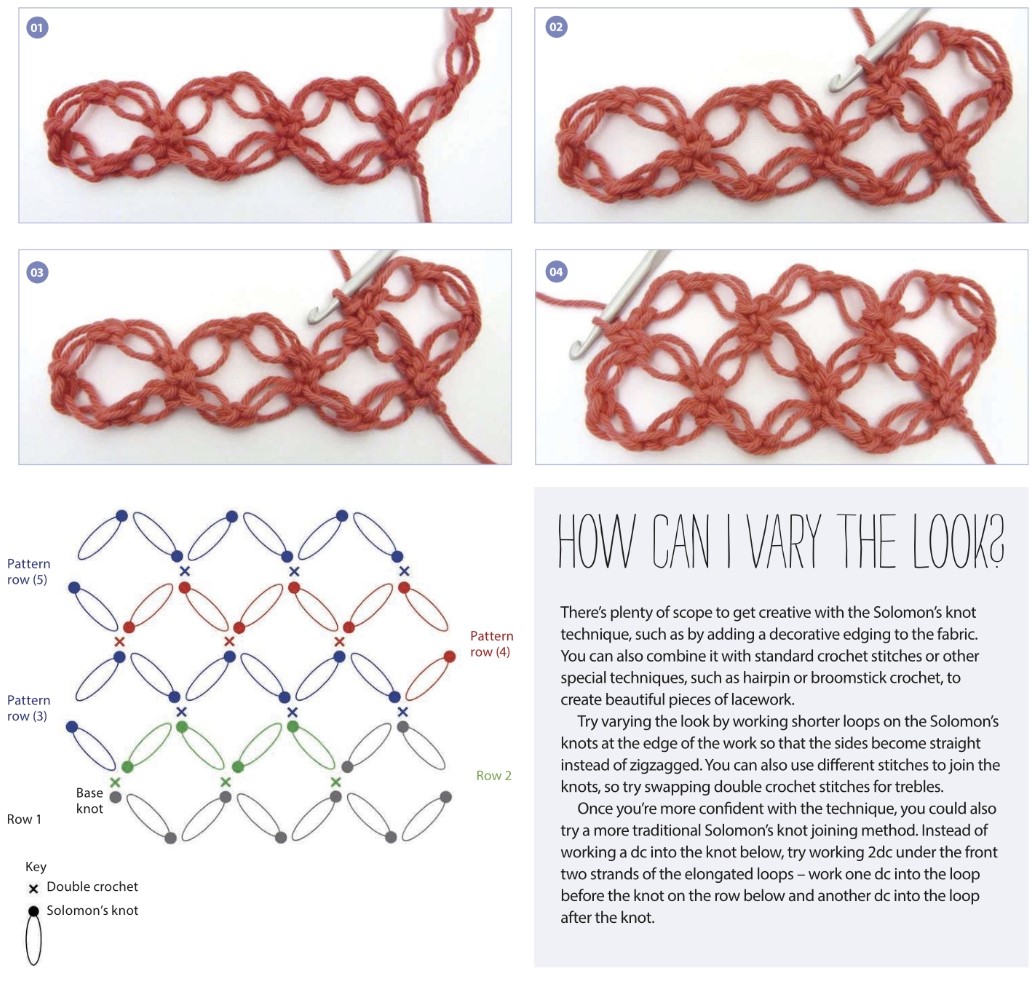 01
02
03
04
Pattern
row (5)
Pattern
row (4)
Pattern
row (3)
Row 2
Base
knot
Row 1
Key
Double crochet
Solomon's knot
HOW CAN I VARY THE LOOK?
There's plenty of scope to get creative with the Solomon's knot
technique, such as by adding a decorative edging to the fabric.
You can also combine it with standard crochet stitches or other
special techniques, such as hairpin or broomstick crochet, to
create beautiful pieces of lacework.
Try varying the look by working shorter loops on the Solomon's
knots at the edge of the work so that the sides become straight
instead of zigzagged. You can also use different stitches to join the
knots, so try swapping double crochet stitches for trebles.
Once you're more confident with the technique, you could also
try a more traditional Solomon's knot joining method. Instead of
working a dc into the knot below, try working 2dc under the front
two strands of the elongated loops – work one dc into the loop
before the knot on the row below and another dc into the loop
after the knot.